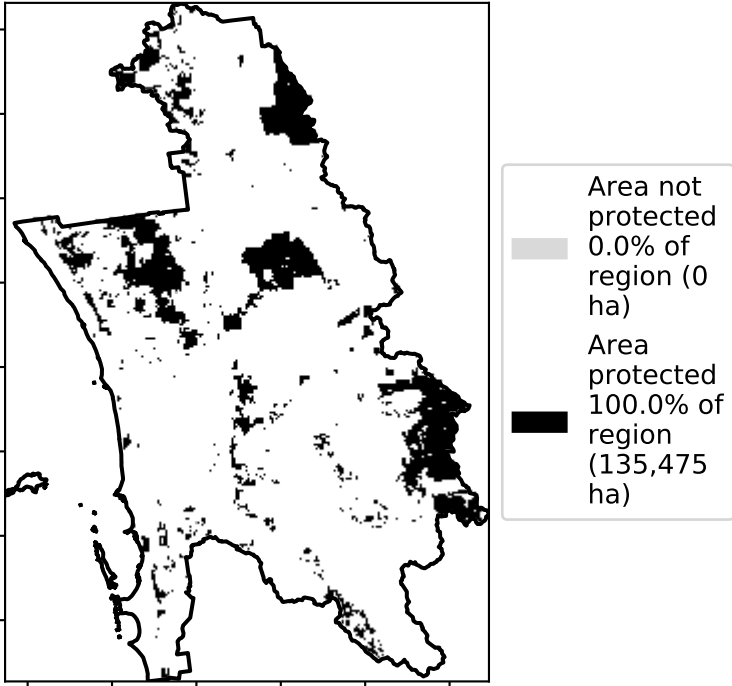 Area not
protected
0.0% of
region (0
ha)
Area
protected
100.0% of
region
(135,475
ha)